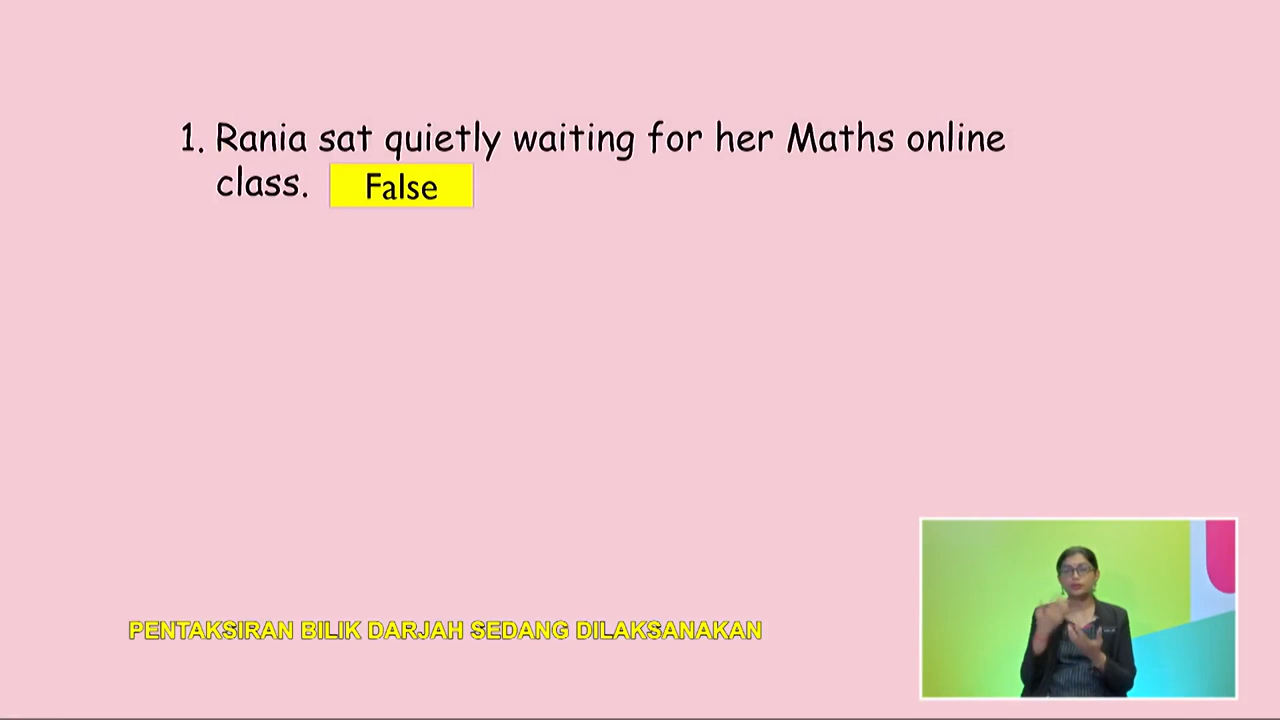 1. Rania sat quietly waiting for her Maths online
class. False
PENTAKSIRAN BILIK DARJAH SEDANG DILAKSANAKAN